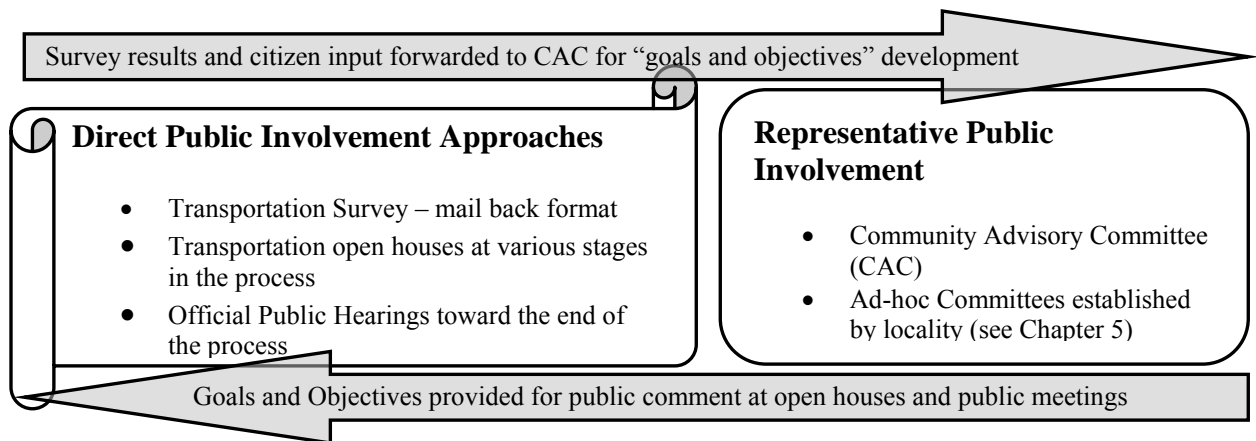 Survey results and citizen input forwarded to CAC for “goals and objectives” development
Direct Public Involvement Approaches
• Transportation Survey – mail back format
• Transportation open houses at various stages
in the process
• Official Public Hearings toward the end of
the process
Representative Public
Involvement
• Community Advisory Committee
(CAC)
• Ad-hoc Committees established
by locality (see Chapter 5)
Goals and Objectives provided for public comment at open houses and public meetings